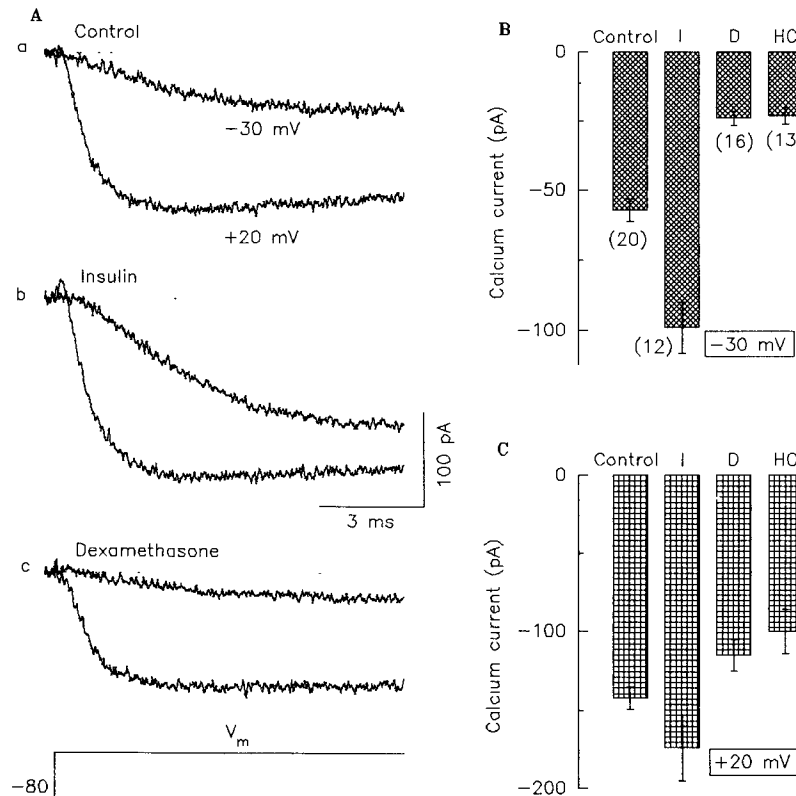 A
Control
a
−30 mV
+20 mV
Insulin
b
100 pA
3 ms
Dexamethasone
c
V m
−80
B
Control I D HC
0
−50
−100
Calcium current (pA)
(20)
(12)
(16)
(13
−30 mV
C
Control I D HC
0
−100
−200
Calcium current (pA)
+20 mV